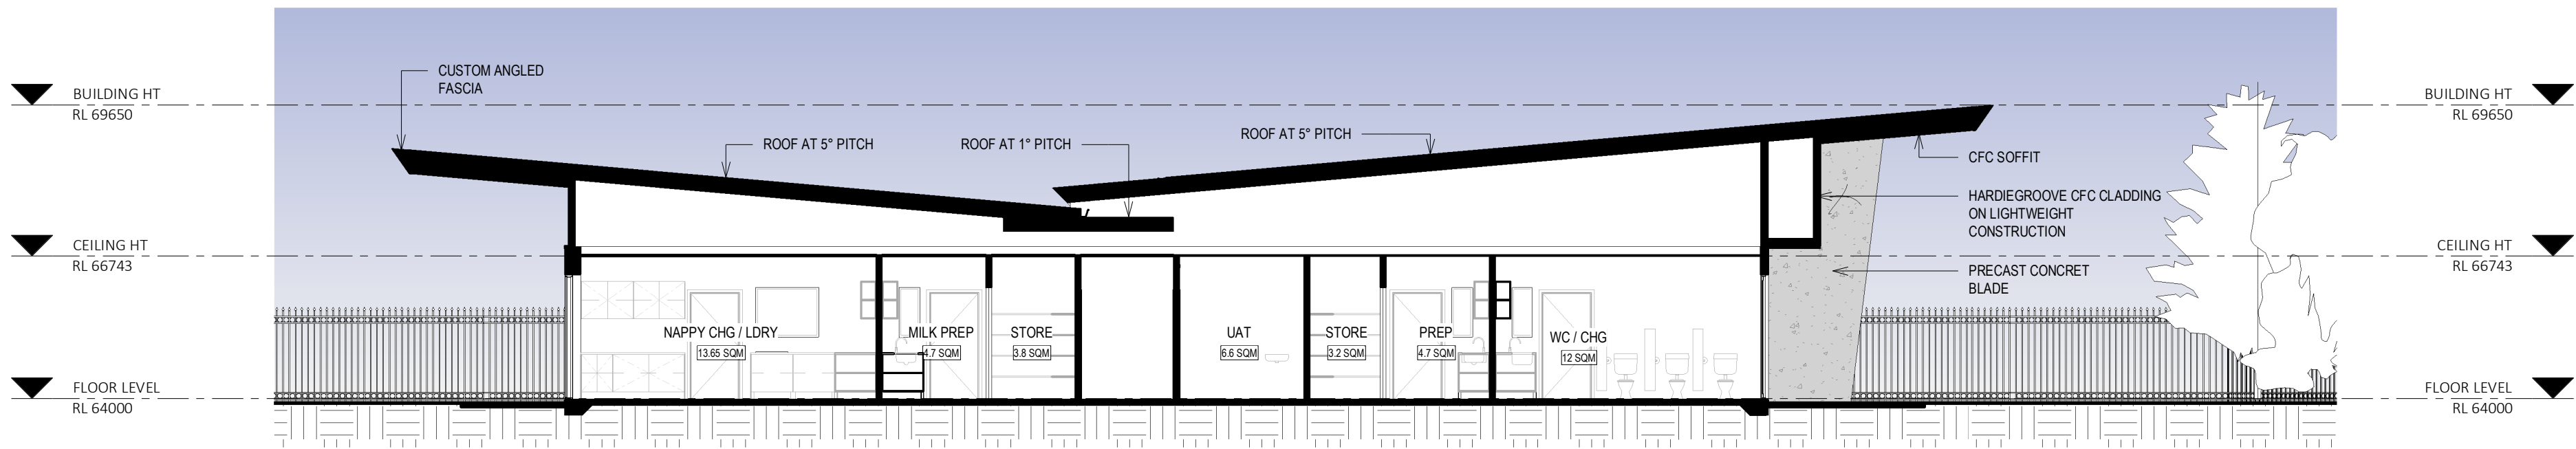 CUSTOM ANGLED
FASCIA
BUILDING HT
RL 69650
BUILDING HT
RL 69650
ROOF AT 5° PITCH
ROOF AT 1° PITCH
ROOF AT 5° PITCH
CFC SOFFIT
HARDIEGROOVE CFC CLADDING
ON LIGHTWEIGHT
CONSTRUCTION
CEILING HT
RL 66743
CEILING HT
RL 66743
PRECAST CONCRET
BLADE
NAPPY CHG / LDRY
13.65 SQM
MILK PREP
4.7 SQM
STORE
3.8 SQM
UAT
6.6 SQM
STORE
3.2 SQM
PREP
4.7 SQM
WC / CHG
12 SQM
FLOOR LEVEL
RL 64000
FLOOR LEVEL
RL 64000